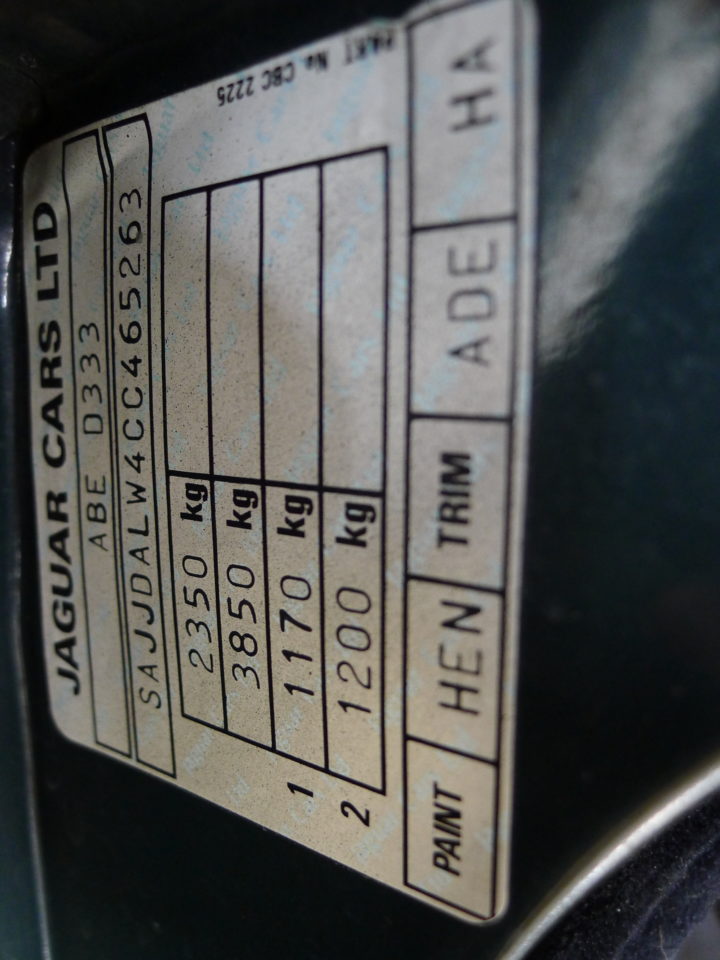 JAGUAR CARS LTD
ABE D333
SAJJDALW4CC465263
2350 kg
3850 kg
1 1170 kg
2 1200 kg
PAINT HEN TRIM ADE HA
PART No. CBC 2225